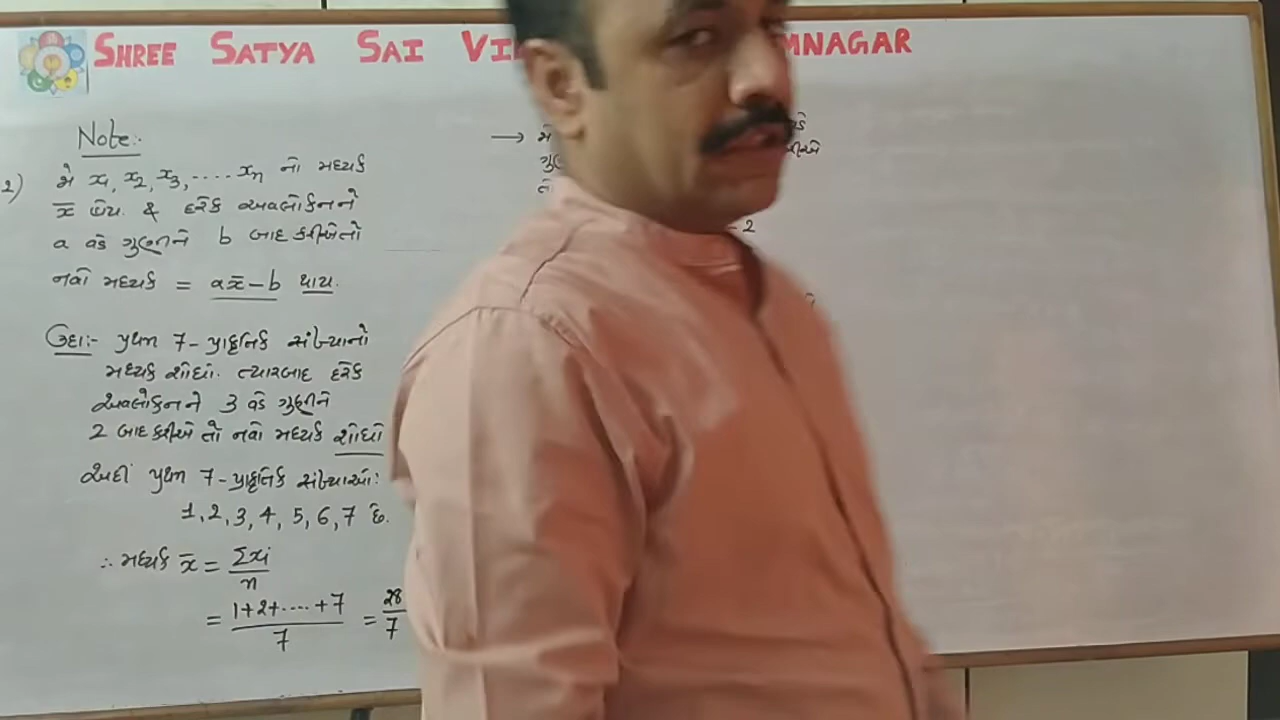 SHREE SATYA SAI VI MNAGAR
Note:-
2) જો x₁, x₂, x₃, ..... xₙ નો મધ્યક
x̄ હોય & દરેક અવલોકનને
a વડે ગુણીને b બાદ કરીએ તો
નવો મધ્યક = ax̄ - b થાય.
ઉદા:- પ્રથમ 7-પ્રાકૃતિક સંખ્યાનો
મધ્યક શોધો. ત્યારબાદ દરેક
અવલોકનને 3 વડે ગુણીને
2 બાદ કરીએ તો નવો મધ્યક શોધો
અહીં પ્રથમ 7-પ્રાકૃતિક સંખ્યાઓ:
1, 2, 3, 4, 5, 6, 7 છે.
∴ મધ્યક x̄ = Σxi / n
= 1+2+.....+7 / 7 = 28 / 7
→ જો
- 2